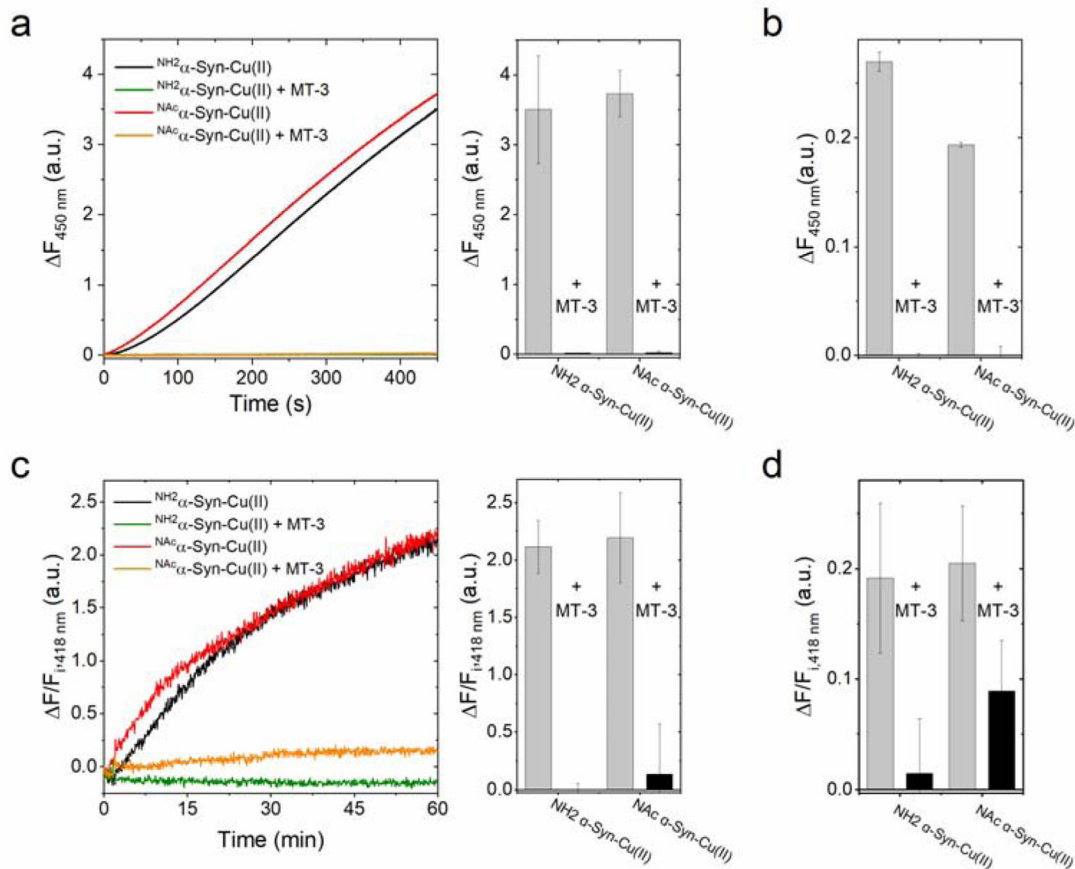 a
ΔF450 nm (a.u.)
4
3
2
1
0
NH2α-Syn-Cu(II)
NH2α-Syn-Cu(II) + MT-3
NAcα-Syn-Cu(II)
NAcα-Syn-Cu(II) + MT-3
0 100 200 300 400
Time (s)
ΔF450 nm (a.u.)
4
3
2
1
0
+ +
MT-3 MT-3
NH2 α-Syn-Cu(II)
NAc α-Syn-Cu(II)
b
ΔF450 nm(a.u.)
0.2
0.1
0.0
+ +
MT-3 MT-3
NH2 α-Syn-Cu(II)
NAc α-Syn-Cu(II)
c
ΔF/Fi,418 nm (a.u.)
2.5
2.0
1.5
1.0
0.5
0.0
NH2α-Syn-Cu(II)
NH2α-Syn-Cu(II) + MT-3
NAcα-Syn-Cu(II)
NAcα-Syn-Cu(II) + MT-3
0 15 30 45 60
Time (min)
ΔF/Fi,418 nm (a.u.)
2.5
2.0
1.5
1.0
0.5
0.0
+ +
MT-3 MT-3
NH2 α-Syn-Cu(II)
NAc α-Syn-Cu(II)
d
ΔF/Fi,418 nm (a.u.)
0.2
0.1
0.0
+ +
MT-3 MT-3
NH2 α-Syn-Cu(II)
NAc α-Syn-Cu(II)